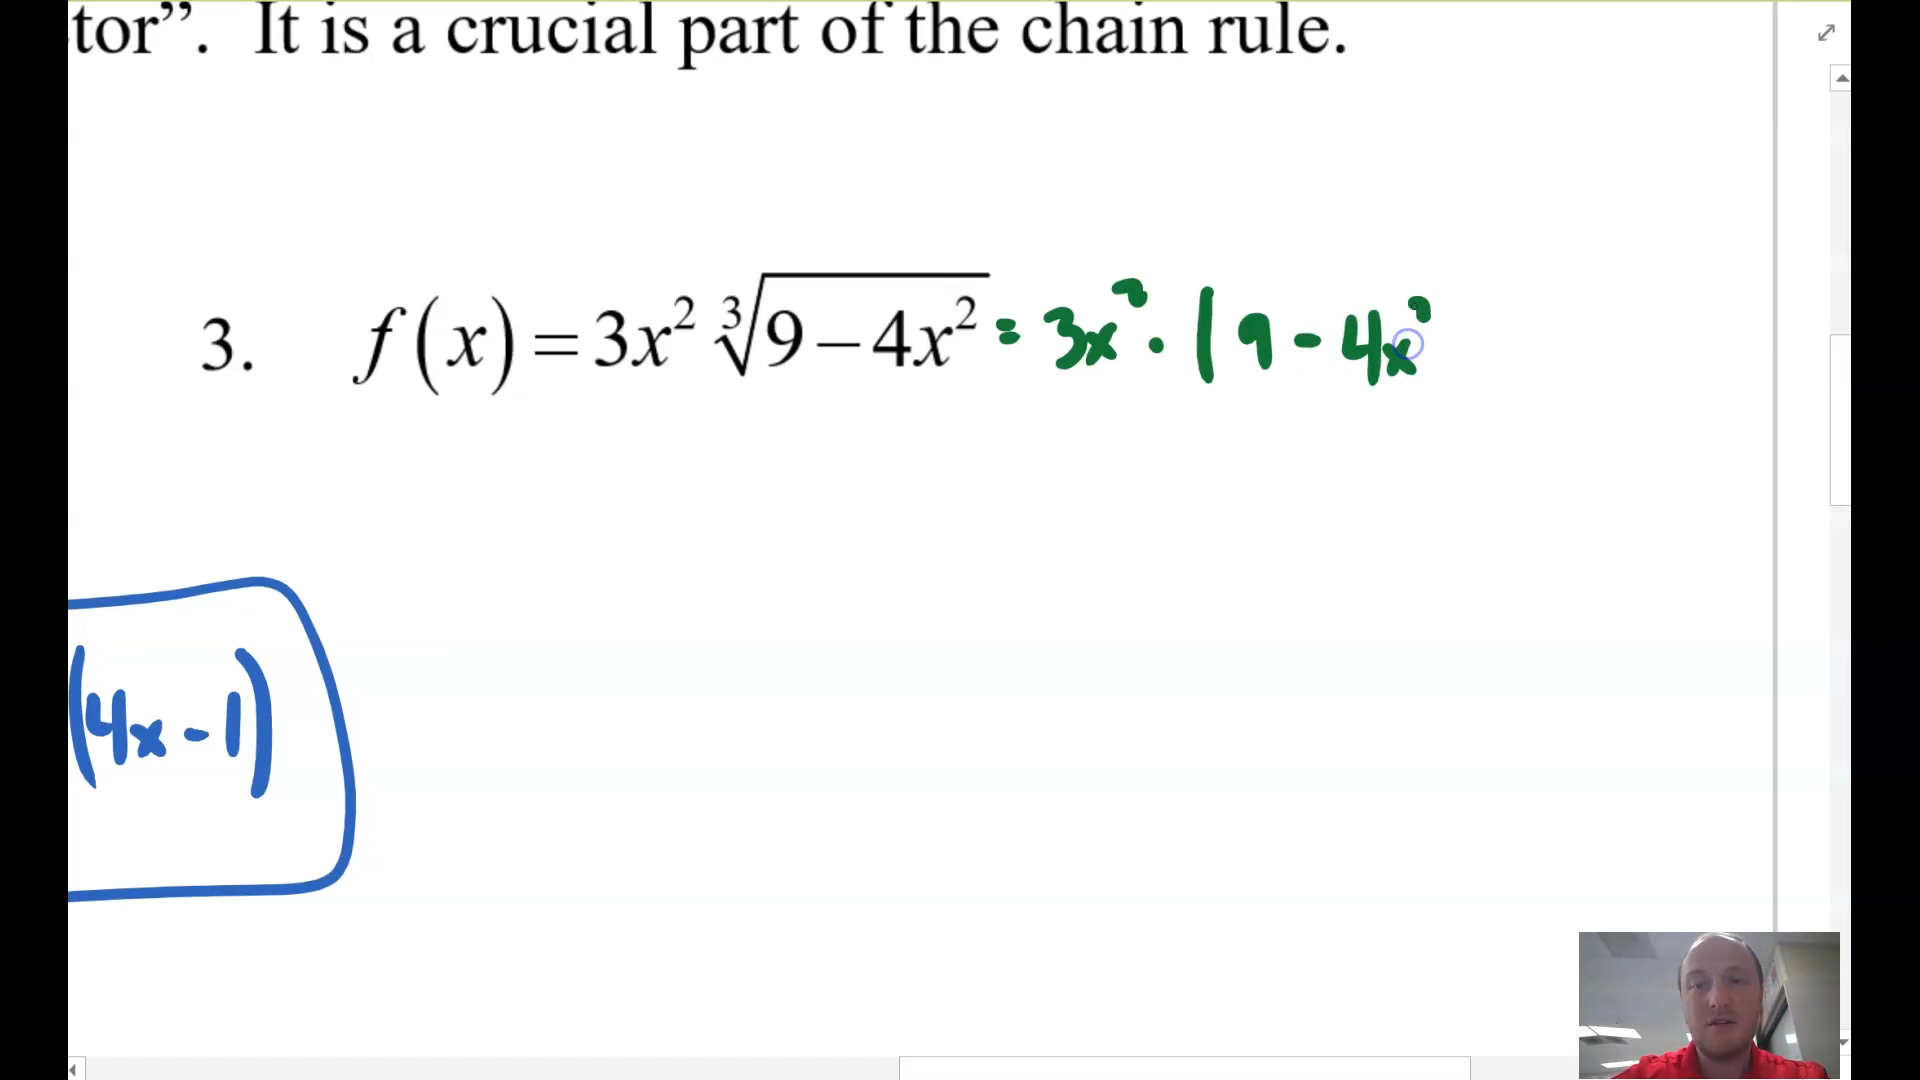 tor”. It is a crucial part of the chain rule.
3. f(x) = 3x² ∛9 − 4x² = 3x² · (9 − 4x²
(4x − 1)